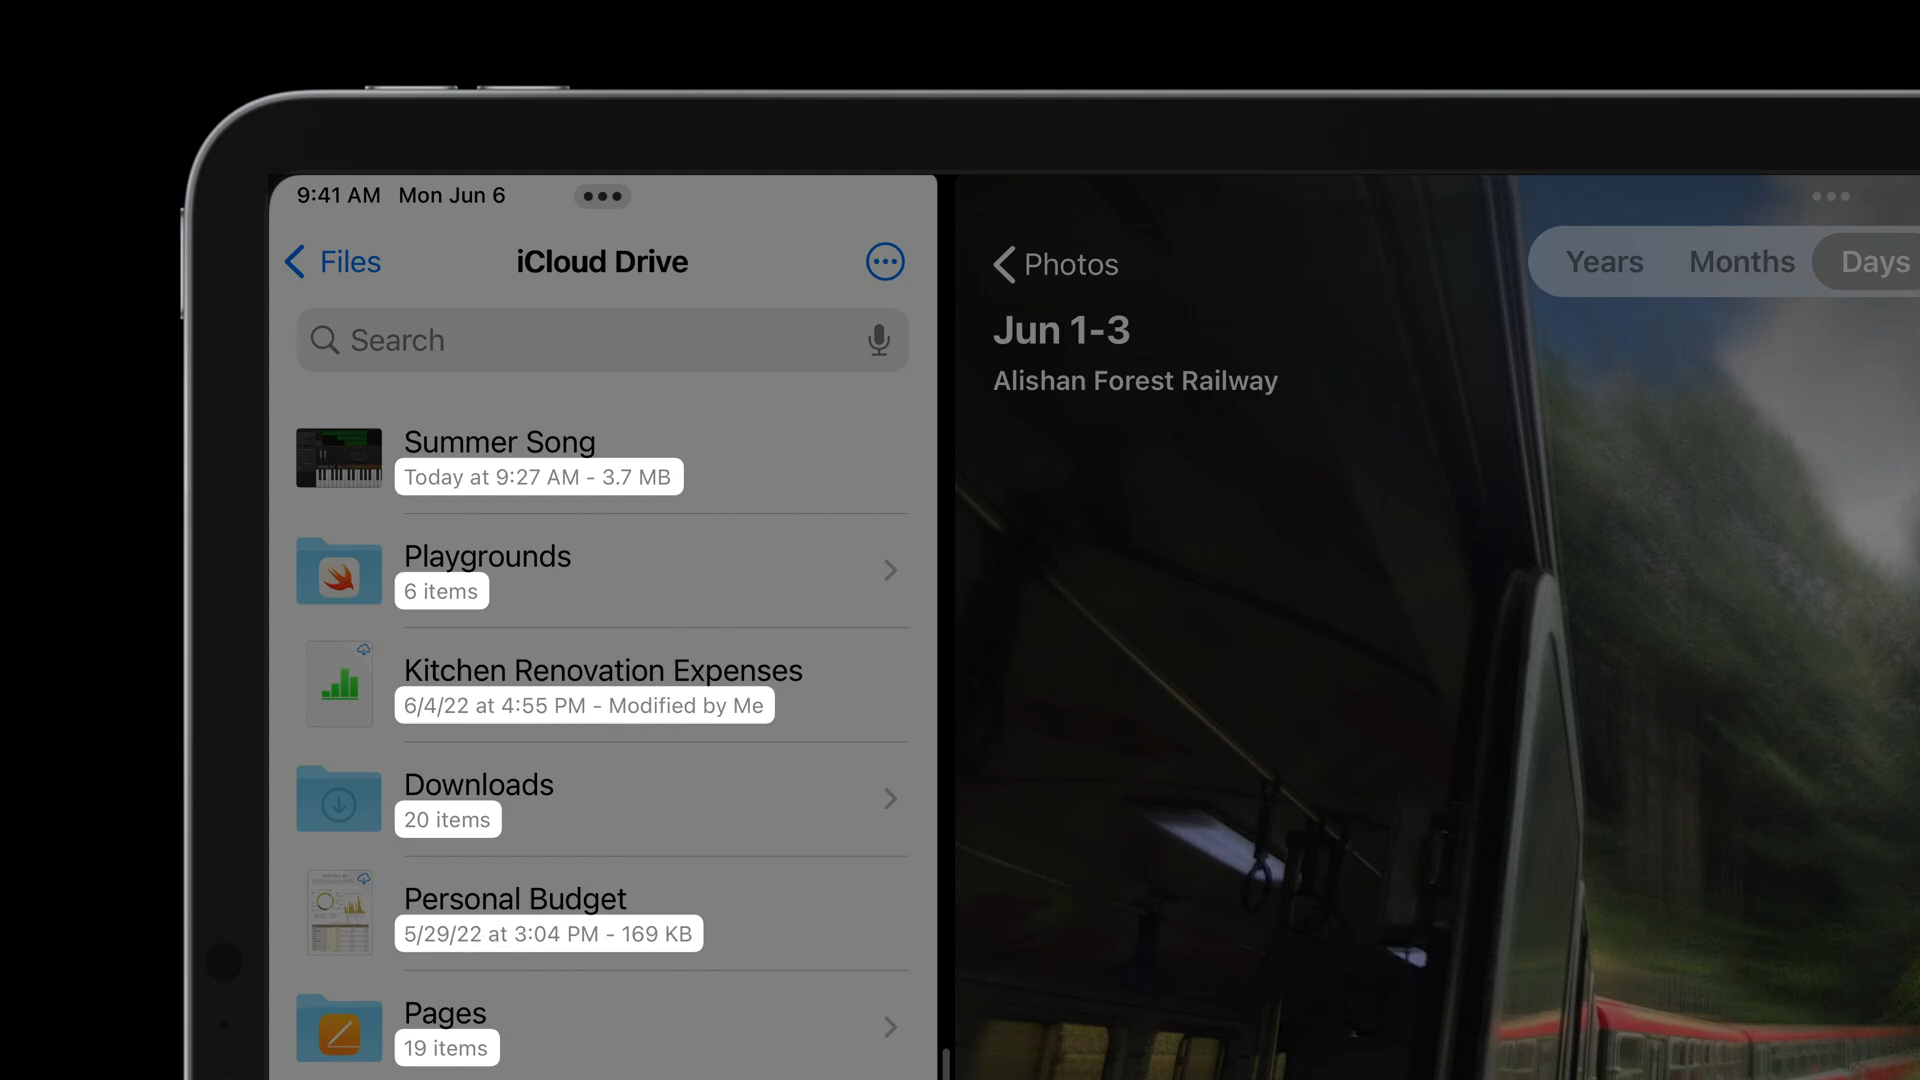 9:41 AM Mon Jun 6
Files
iCloud Drive
Search
Summer Song
Today at 9:27 AM - 3.7 MB
Playgrounds
6 items
Kitchen Renovation Expenses
6/4/22 at 4:55 PM - Modified by Me
Downloads
20 items
Personal Budget
5/29/22 at 3:04 PM - 169 KB
Pages
19 items
Photos
Years Months Days
Jun 1-3
Alishan Forest Railway